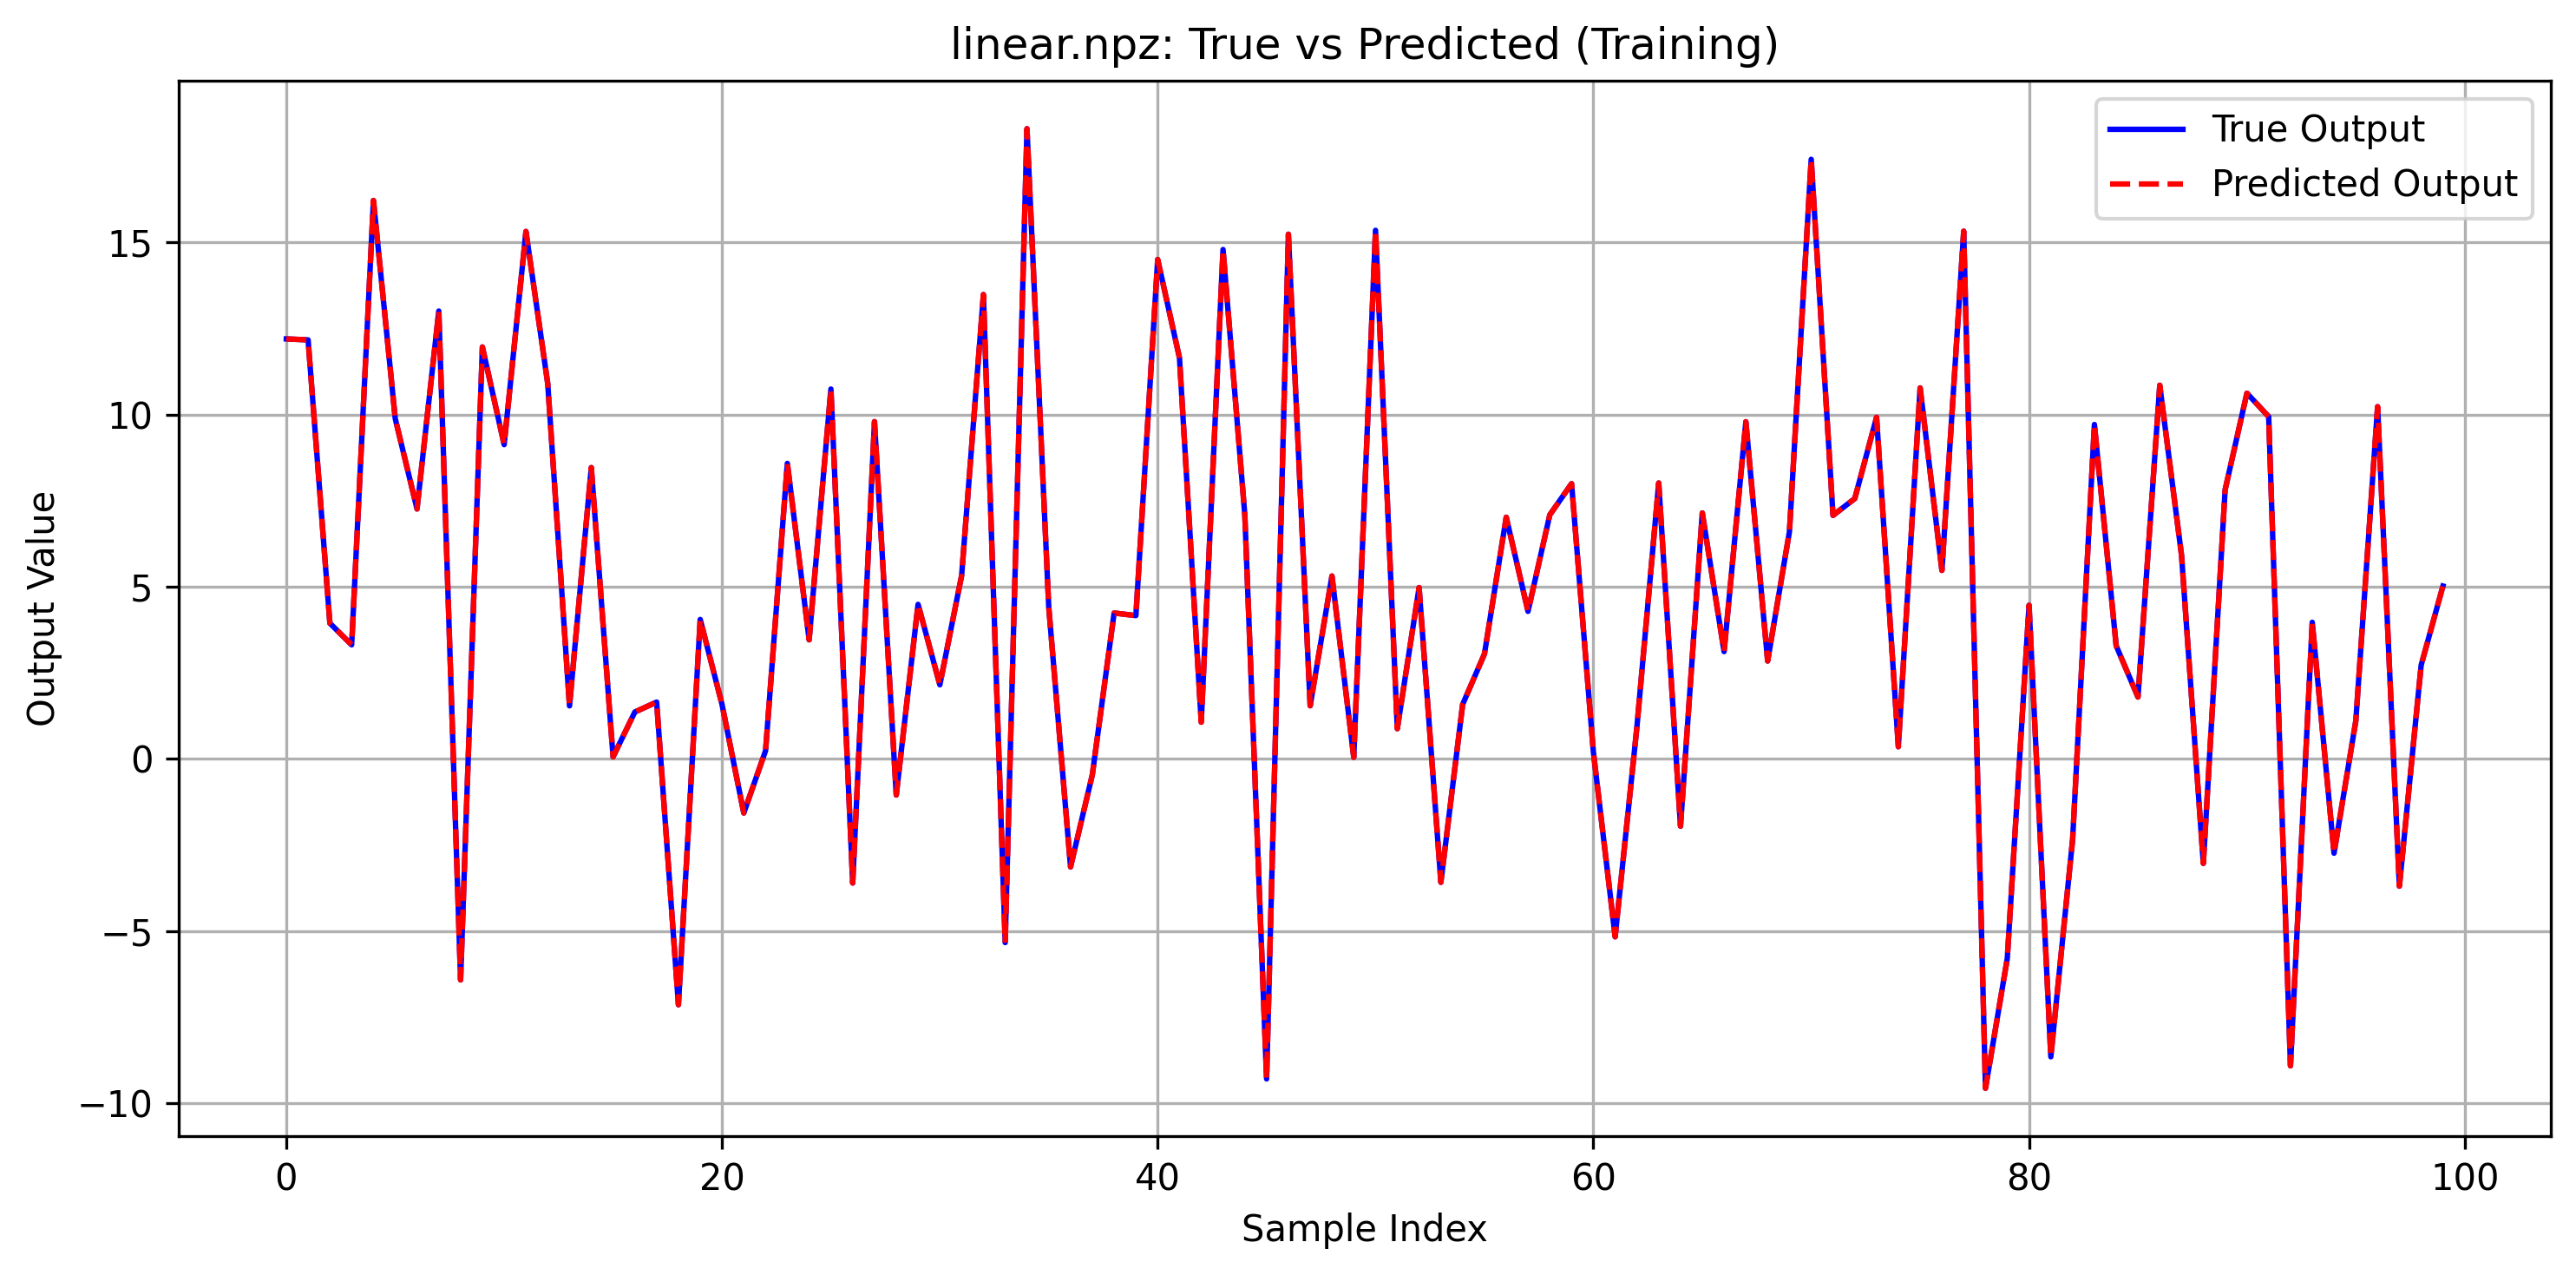 linear.npz: True vs Predicted (Training)
True Output
Predicted Output
Output Value
15
10
5
0
−5
−10
0 20 40 60 80 100
Sample Index